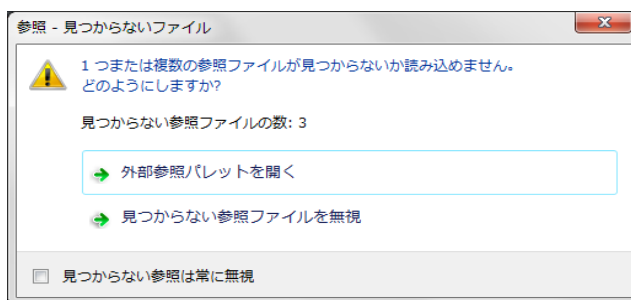 参照 - 見つからないファイル
1 つまたは複数の参照ファイルが見つからないか読み込めません。
どのようにしますか?
見つからない参照ファイルの数: 3
外部参照パレットを開く
見つからない参照ファイルを無視
見つからない参照は常に無視